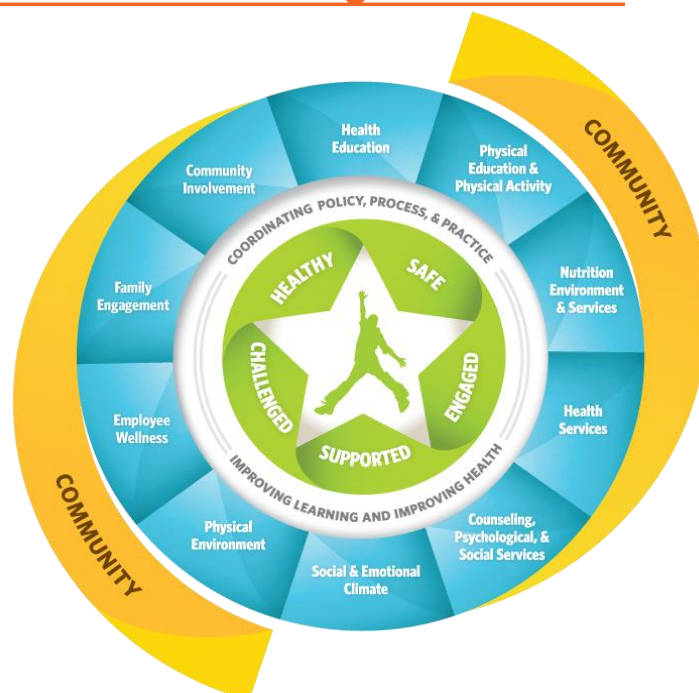 COMMUNITY
Health
Education
Physical
Education &
Physical Activity
Nutrition
Environment
& Services
Health
Services
Counseling,
Psychological, &
Social Services
Social & Emotional
Climate
Physical
Environment
Employee
Wellness
Family
Engagement
Community
Involvement
COORDINATING POLICY, PROCESS, & PRACTICE
IMPROVING LEARNING AND IMPROVING HEALTH
HEALTHY
SAFE
ENGAGED
SUPPORTED
CHALLENGED
COMMUNITY